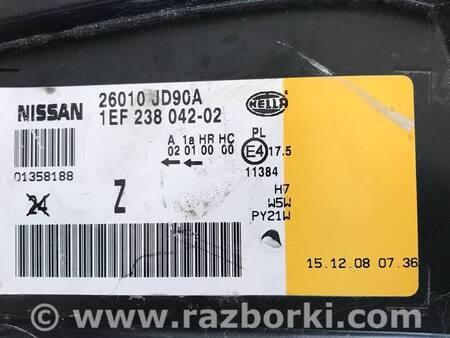 NISSAN 26010 JD90A
1EF 238 042-02
HELLA
A 1a HR HC PL
02 01 00 00 E4 17.5
11384
01358188
24 Z
H7
W5W
PY21W
15.12.08 07.36
© www.razborki.com